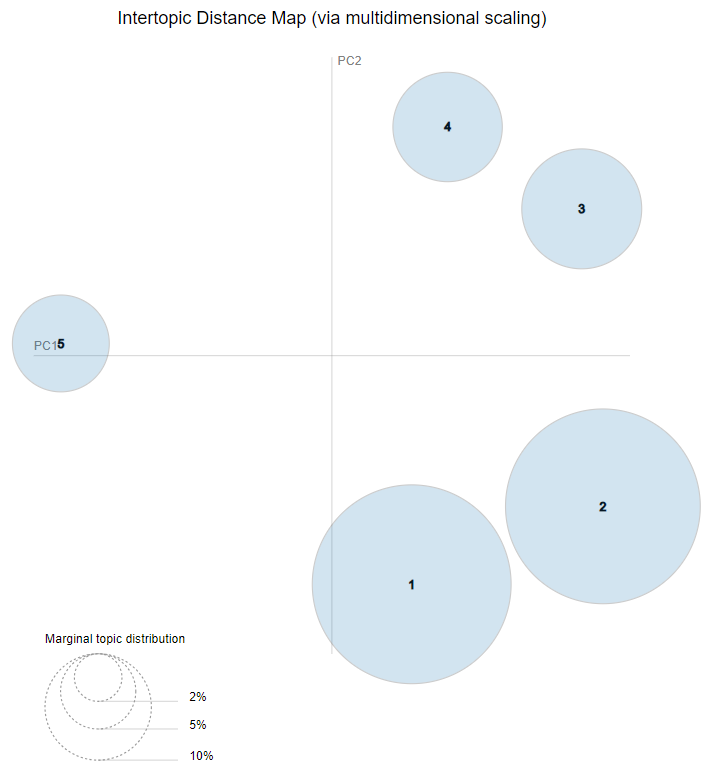 Intertopic Distance Map (via multidimensional scaling)
PC2
4
3
PC1
5
2
1
Marginal topic distribution
2%
5%
10%